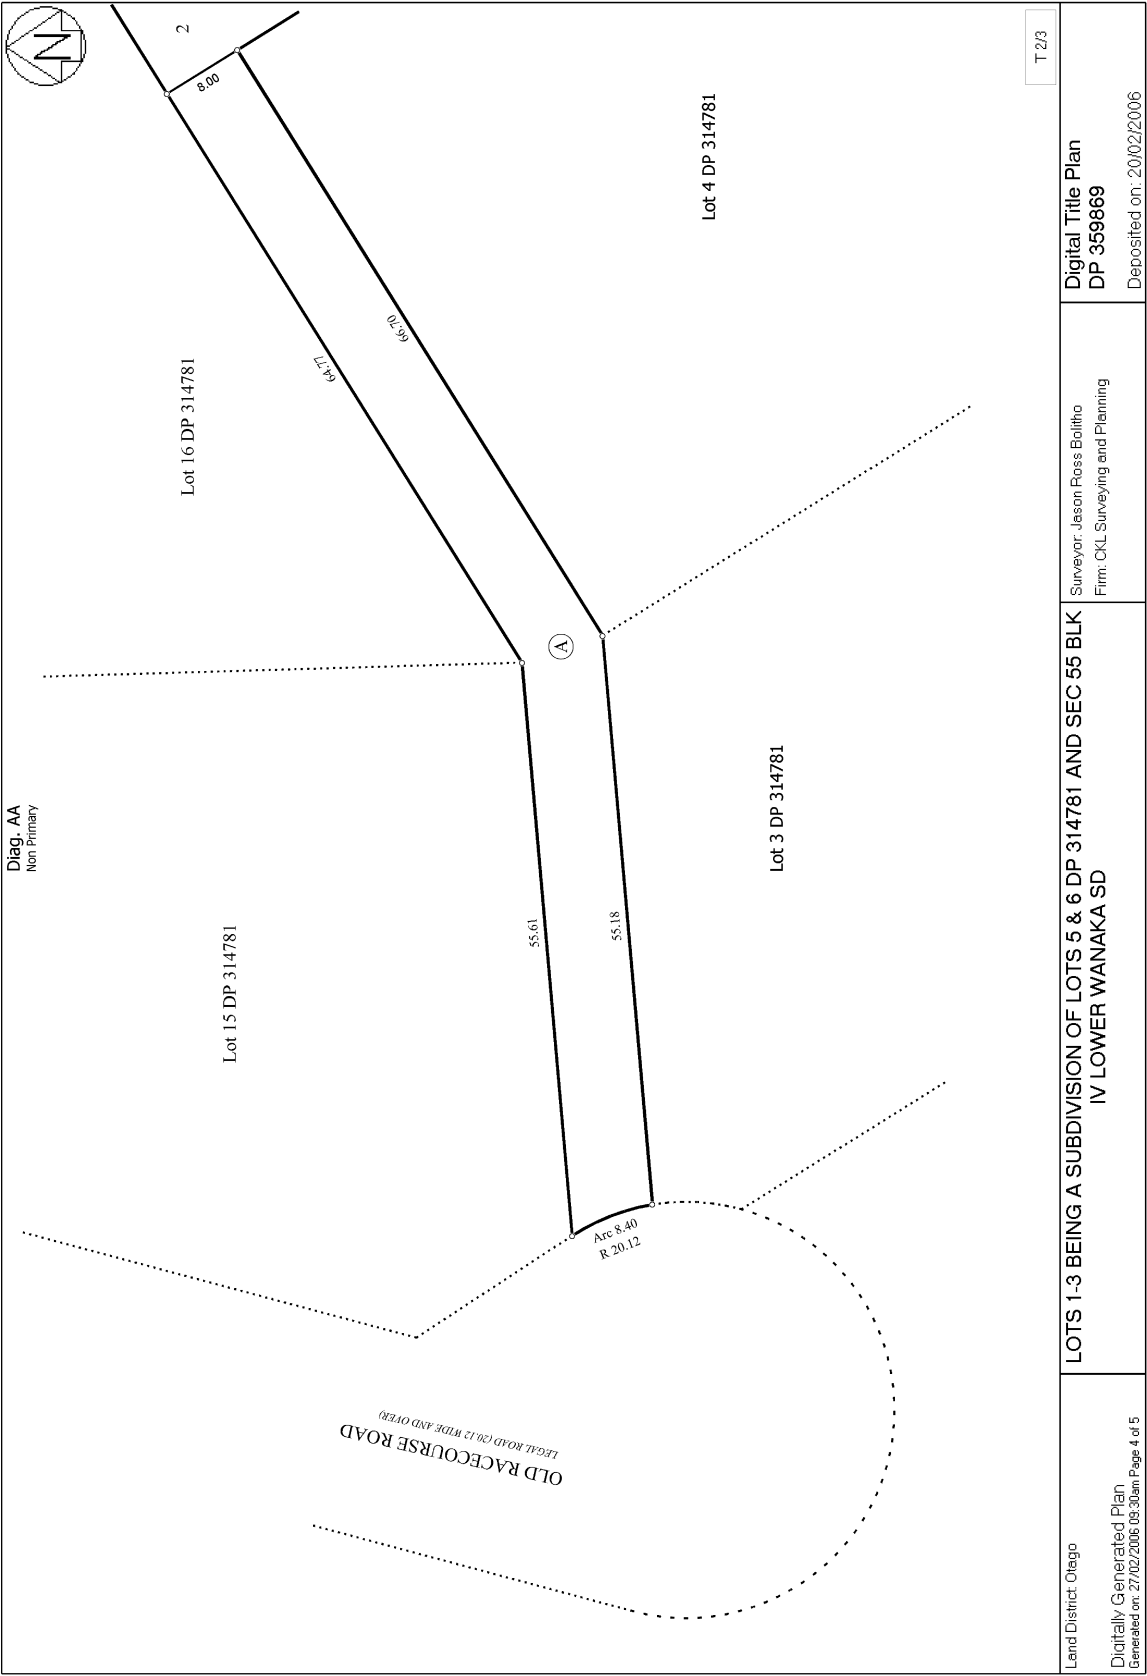 Diag. AA
Non Primary
N
Lot 15 DP 314781
Lot 16 DP 314781
2
8.00
64.77
66.70
55.61
55.18
A
Arc 8.40
R 20.12
Lot 3 DP 314781
Lot 4 DP 314781
OLD RACECOURSE ROAD
LEGAL ROAD (20.12 WIDE AND OVER)
T 2/3
Land District: Otago
Digitally Generated Plan
Generated on: 27/02/2006 09:30am Page 4 of 5
LOTS 1-3 BEING A SUBDIVISION OF LOTS 5 & 6 DP 314781 AND SEC 55 BLK
IV LOWER WANAKA SD
Surveyor: Jason Ross Bolitho
Firm: CKL Surveying and Planning
Digital Title Plan
DP 359869
Deposited on: 20/02/2006